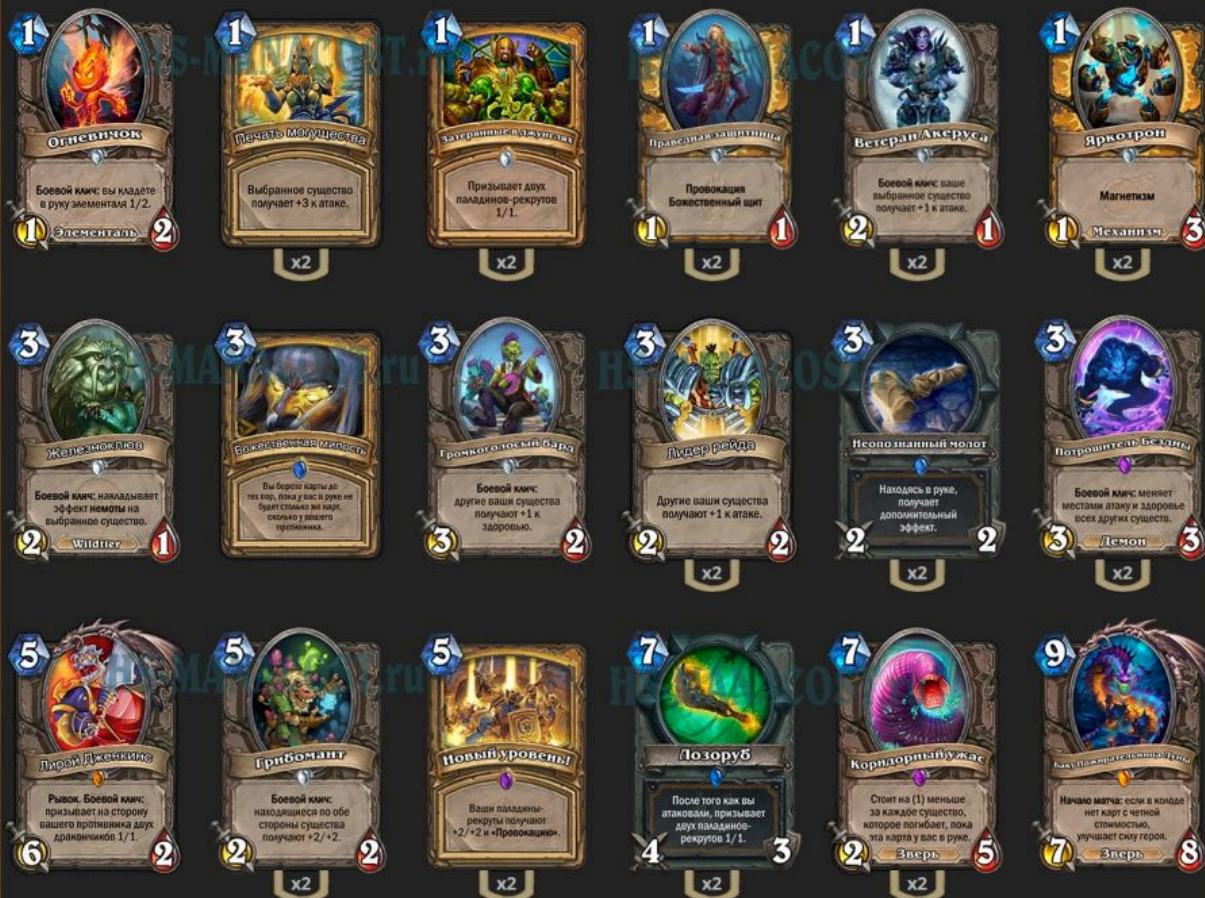 HS-MANACOST.ru
1
Огневичок
Боевой клич: вы кладете
в руку элементаля 1/2.
1
Элементаль
2
1
Печать могущества
Выбранное существо
получает +3 к атаке.
x2
1
Затерянные в джунглях
Призывает двух
паладинов-рекрутов
1/1.
x2
1
Праведная защитница
Провокация
Божественный щит
1
1
x2
1
Ветеран Акеруса
Боевой клич: ваше
выбранное существо
получает +1 к атаке.
2
1
x2
1
Яркотрон
Магнетизм
1
Механизм
3
x2
3
Железноклюв
Боевой клич: накладывает
эффект немоты на
выбранное существо.
2
Wildtier
1
3
Божественная милость
Вы берете карты до
тех пор, пока у вас в руке не
будет столько же карт,
сколько у вашего
противника.
3
Громкоголосый бард
Боевой клич:
другие ваши существа
получают +1 к
здоровью.
3
2
3
Лидер рейда
Другие ваши существа
получают +1 к атаке.
2
2
x2
3
Неопознанный молот
Находясь в руке,
получает
дополнительный
эффект.
2
2
x2
3
Потрошитель Бездны
Боевой клич: меняет
местами атаку и здоровье
всех других существ.
3
Демон
3
x2
5
Лирой Дженкинс
Рывок. Боевой клич:
призывает на сторону
вашего противника двух
дракончиков 1/1.
6
2
5
Грибомант
Боевой клич:
находящиеся по обе
стороны существа
получают +2/+2.
2
2
x2
5
Новый уровень!
Ваши паладины-
рекруты получают
+2/+2 и «Провокацию».
x2
7
Лозоруб
После того как вы
атаковали, призывает
двух паладинов-
рекрутов 1/1.
4
3
x2
7
Коридорный ужас
Стоит на (1) меньше
за каждое существо,
которое погибает, пока
эта карта у вас в руке.
2
Зверь
5
x2
9
Баку Пожирательница Луны
Начало матча: если в колоде
нет карт с четной
стоимостью,
улучшает силу героя.
7
Зверь
8